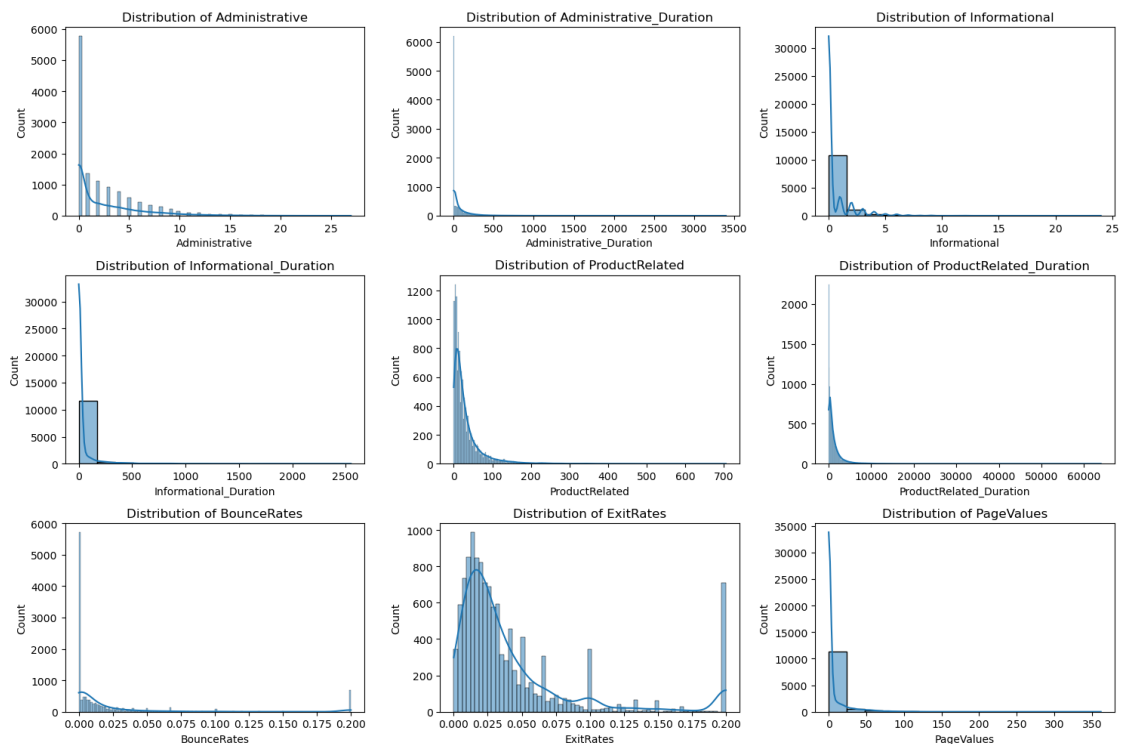 Distribution of Administrative
Count
6000
5000
4000
3000
2000
1000
0
0 5 10 15 20 25
Administrative
Distribution of Administrative_Duration
Count
6000
5000
4000
3000
2000
1000
0
0 500 1000 1500 2000 2500 3000 3500
Administrative_Duration
Distribution of Informational
Count
30000
25000
20000
15000
10000
5000
0
0 5 10 15 20 25
Informational
Distribution of Informational_Duration
Count
30000
25000
20000
15000
10000
5000
0
0 500 1000 1500 2000 2500
Informational_Duration
Distribution of ProductRelated
Count
1200
1000
800
600
400
200
0
0 100 200 300 400 500 600 700
ProductRelated
Distribution of ProductRelated_Duration
Count
2000
1500
1000
500
0
0 10000 20000 30000 40000 50000 60000
ProductRelated_Duration
Distribution of BounceRates
Count
6000
5000
4000
3000
2000
1000
0
0.000 0.025 0.050 0.075 0.100 0.125 0.150 0.175 0.200
BounceRates
Distribution of ExitRates
Count
1000
800
600
400
200
0
0.000 0.025 0.050 0.075 0.100 0.125 0.150 0.175 0.200
ExitRates
Distribution of PageValues
Count
35000
30000
25000
20000
15000
10000
5000
0
0 50 100 150 200 250 300 350
PageValues